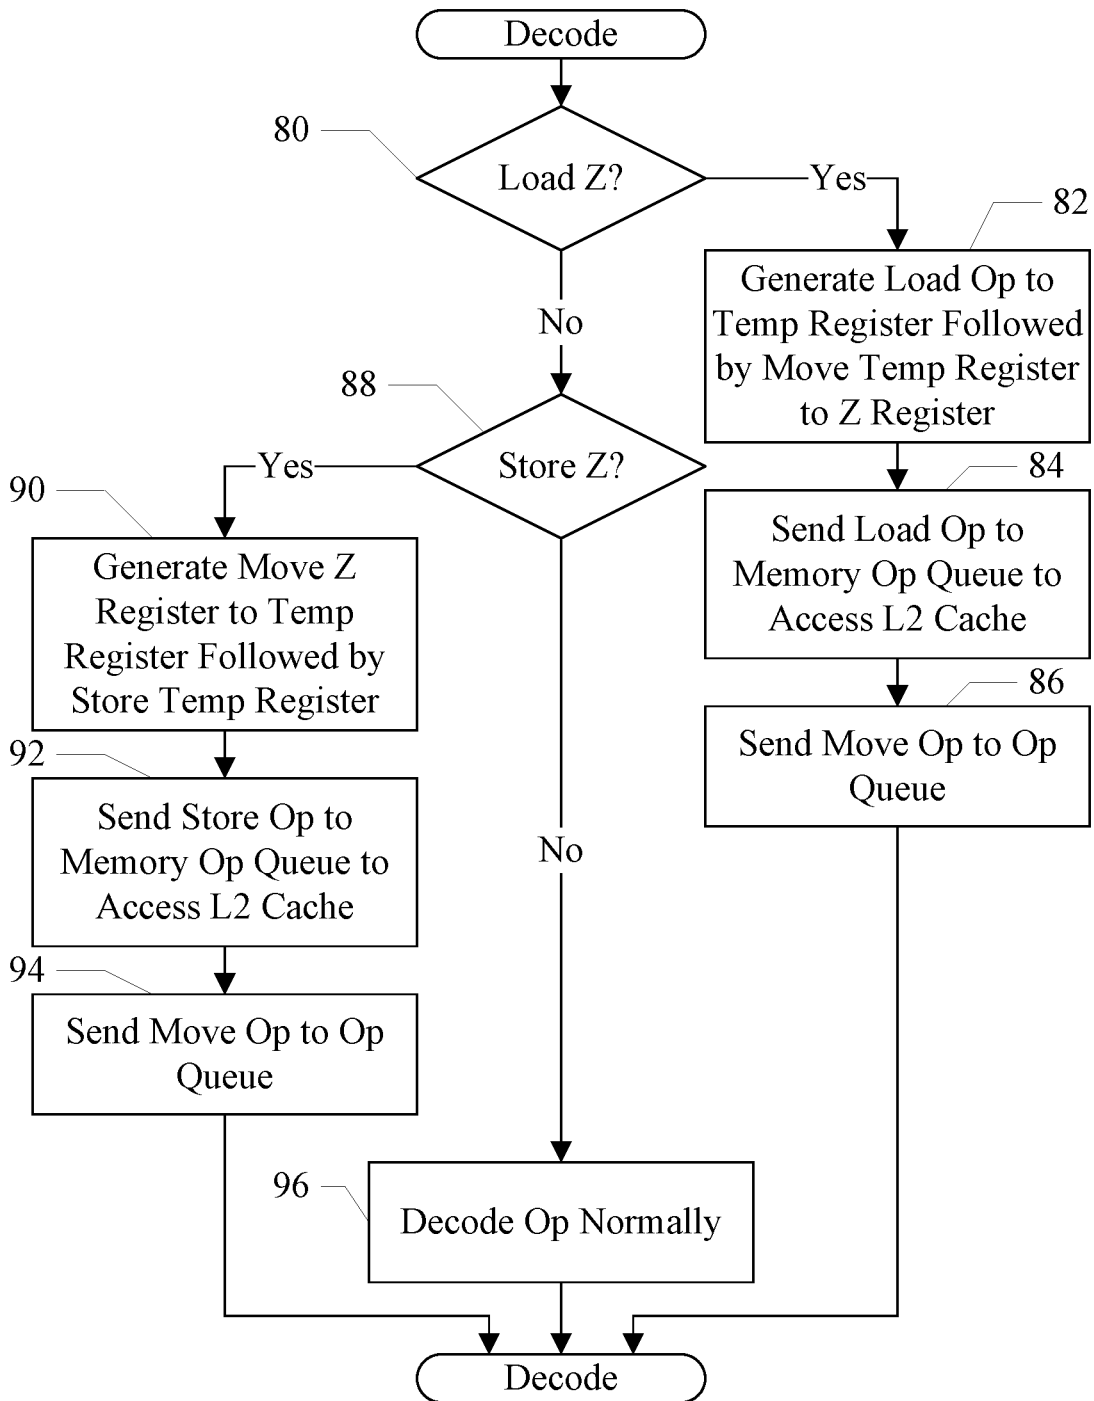 Decode
80
Load Z?
Yes
82
Generate Load Op to
Temp Register Followed
by Move Temp Register
to Z Register
No
88
Store Z?
Yes
84
Send Load Op to
Memory Op Queue to
Access L2 Cache
90
Generate Move Z
Register to Temp
Register Followed by
Store Temp Register
86
Send Move Op to Op
Queue
92
Send Store Op to
Memory Op Queue to
Access L2 Cache
No
94
Send Move Op to Op
Queue
96
Decode Op Normally
Decode